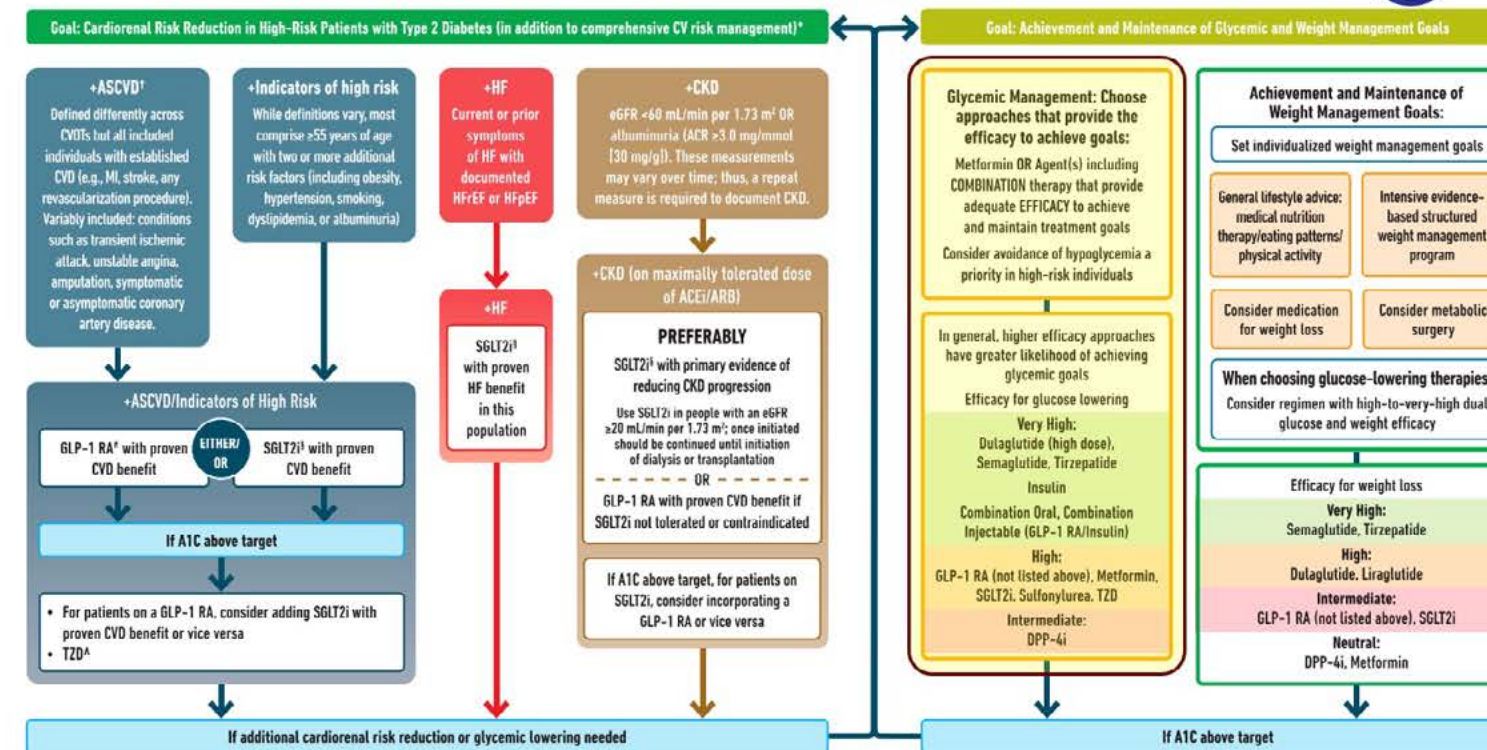 Goal: Cardiorenal Risk Reduction in High-Risk Patients with Type 2 Diabetes (in addition to comprehensive CV risk management)*
+ASCVD†
Defined differently across
CVOTs but all included
individuals with established
CVD (e.g., MI, stroke, any
revascularization procedure).
Variably included: conditions
such as transient ischemic
attack, unstable angina,
amputation, symptomatic
or asymptomatic coronary
artery disease.
+Indicators of high risk
While definitions vary, most
comprise ≥55 years of age
with two or more additional
risk factors (including obesity,
hypertension, smoking,
dyslipidemia, or albuminuria)
+HF
Current or prior
symptoms
of HF with
documented
HFrEF or HFpEF
+CKD
eGFR <60 mL/min per 1.73 m² OR
albuminuria (ACR ≥3.0 mg/mmol
[30 mg/g]). These measurements
may vary over time; thus, a repeat
measure is required to document CKD.
+ASCVD/Indicators of High Risk
GLP-1 RA# with proven
CVD benefit
EITHER/
OR
SGLT2i§ with proven
CVD benefit
If A1C above target
• For patients on a GLP-1 RA, consider adding SGLT2i with
proven CVD benefit or vice versa
• TZD^
+HF
SGLT2i§
with proven
HF benefit
in this
population
+CKD (on maximally tolerated dose
of ACEi/ARB)
PREFERABLY
SGLT2i§ with primary evidence of
reducing CKD progression
Use SGLT2i in people with an eGFR
≥20 mL/min per 1.73 m²; once initiated
should be continued until initiation
of dialysis or transplantation
OR
GLP-1 RA with proven CVD benefit if
SGLT2i not tolerated or contraindicated
If A1C above target, for patients on
SGLT2i, consider incorporating a
GLP-1 RA or vice versa
If additional cardiorenal risk reduction or glycemic lowering needed
Goal: Achievement and Maintenance of Glycemic and Weight Management Goals
Glycemic Management: Choose
approaches that provide the
efficacy to achieve goals:
Metformin OR Agent(s) including
COMBINATION therapy that provide
adequate EFFICACY to achieve
and maintain treatment goals
Consider avoidance of hypoglycemia a
priority in high-risk individuals
In general, higher efficacy approaches
have greater likelihood of achieving
glycemic goals
Efficacy for glucose lowering
Very High:
Dulaglutide (high dose),
Semaglutide, Tirzepatide
Insulin
Combination Oral, Combination
Injectable (GLP-1 RA/Insulin)
High:
GLP-1 RA (not listed above), Metformin,
SGLT2i, Sulfonylurea, TZD
Intermediate:
DPP-4i
Achievement and Maintenance of
Weight Management Goals:
Set individualized weight management goals
General lifestyle advice:
medical nutrition
therapy/eating patterns/
physical activity
Intensive evidence-
based structured
weight management
program
Consider medication
for weight loss
Consider metabolic
surgery
When choosing glucose-lowering therapies
Consider regimen with high-to-very-high dual
glucose and weight efficacy
Efficacy for weight loss
Very High:
Semaglutide, Tirzepatide
High:
Dulaglutide, Liraglutide
Intermediate:
GLP-1 RA (not listed above), SGLT2i
Neutral:
DPP-4i, Metformin
If A1C above target